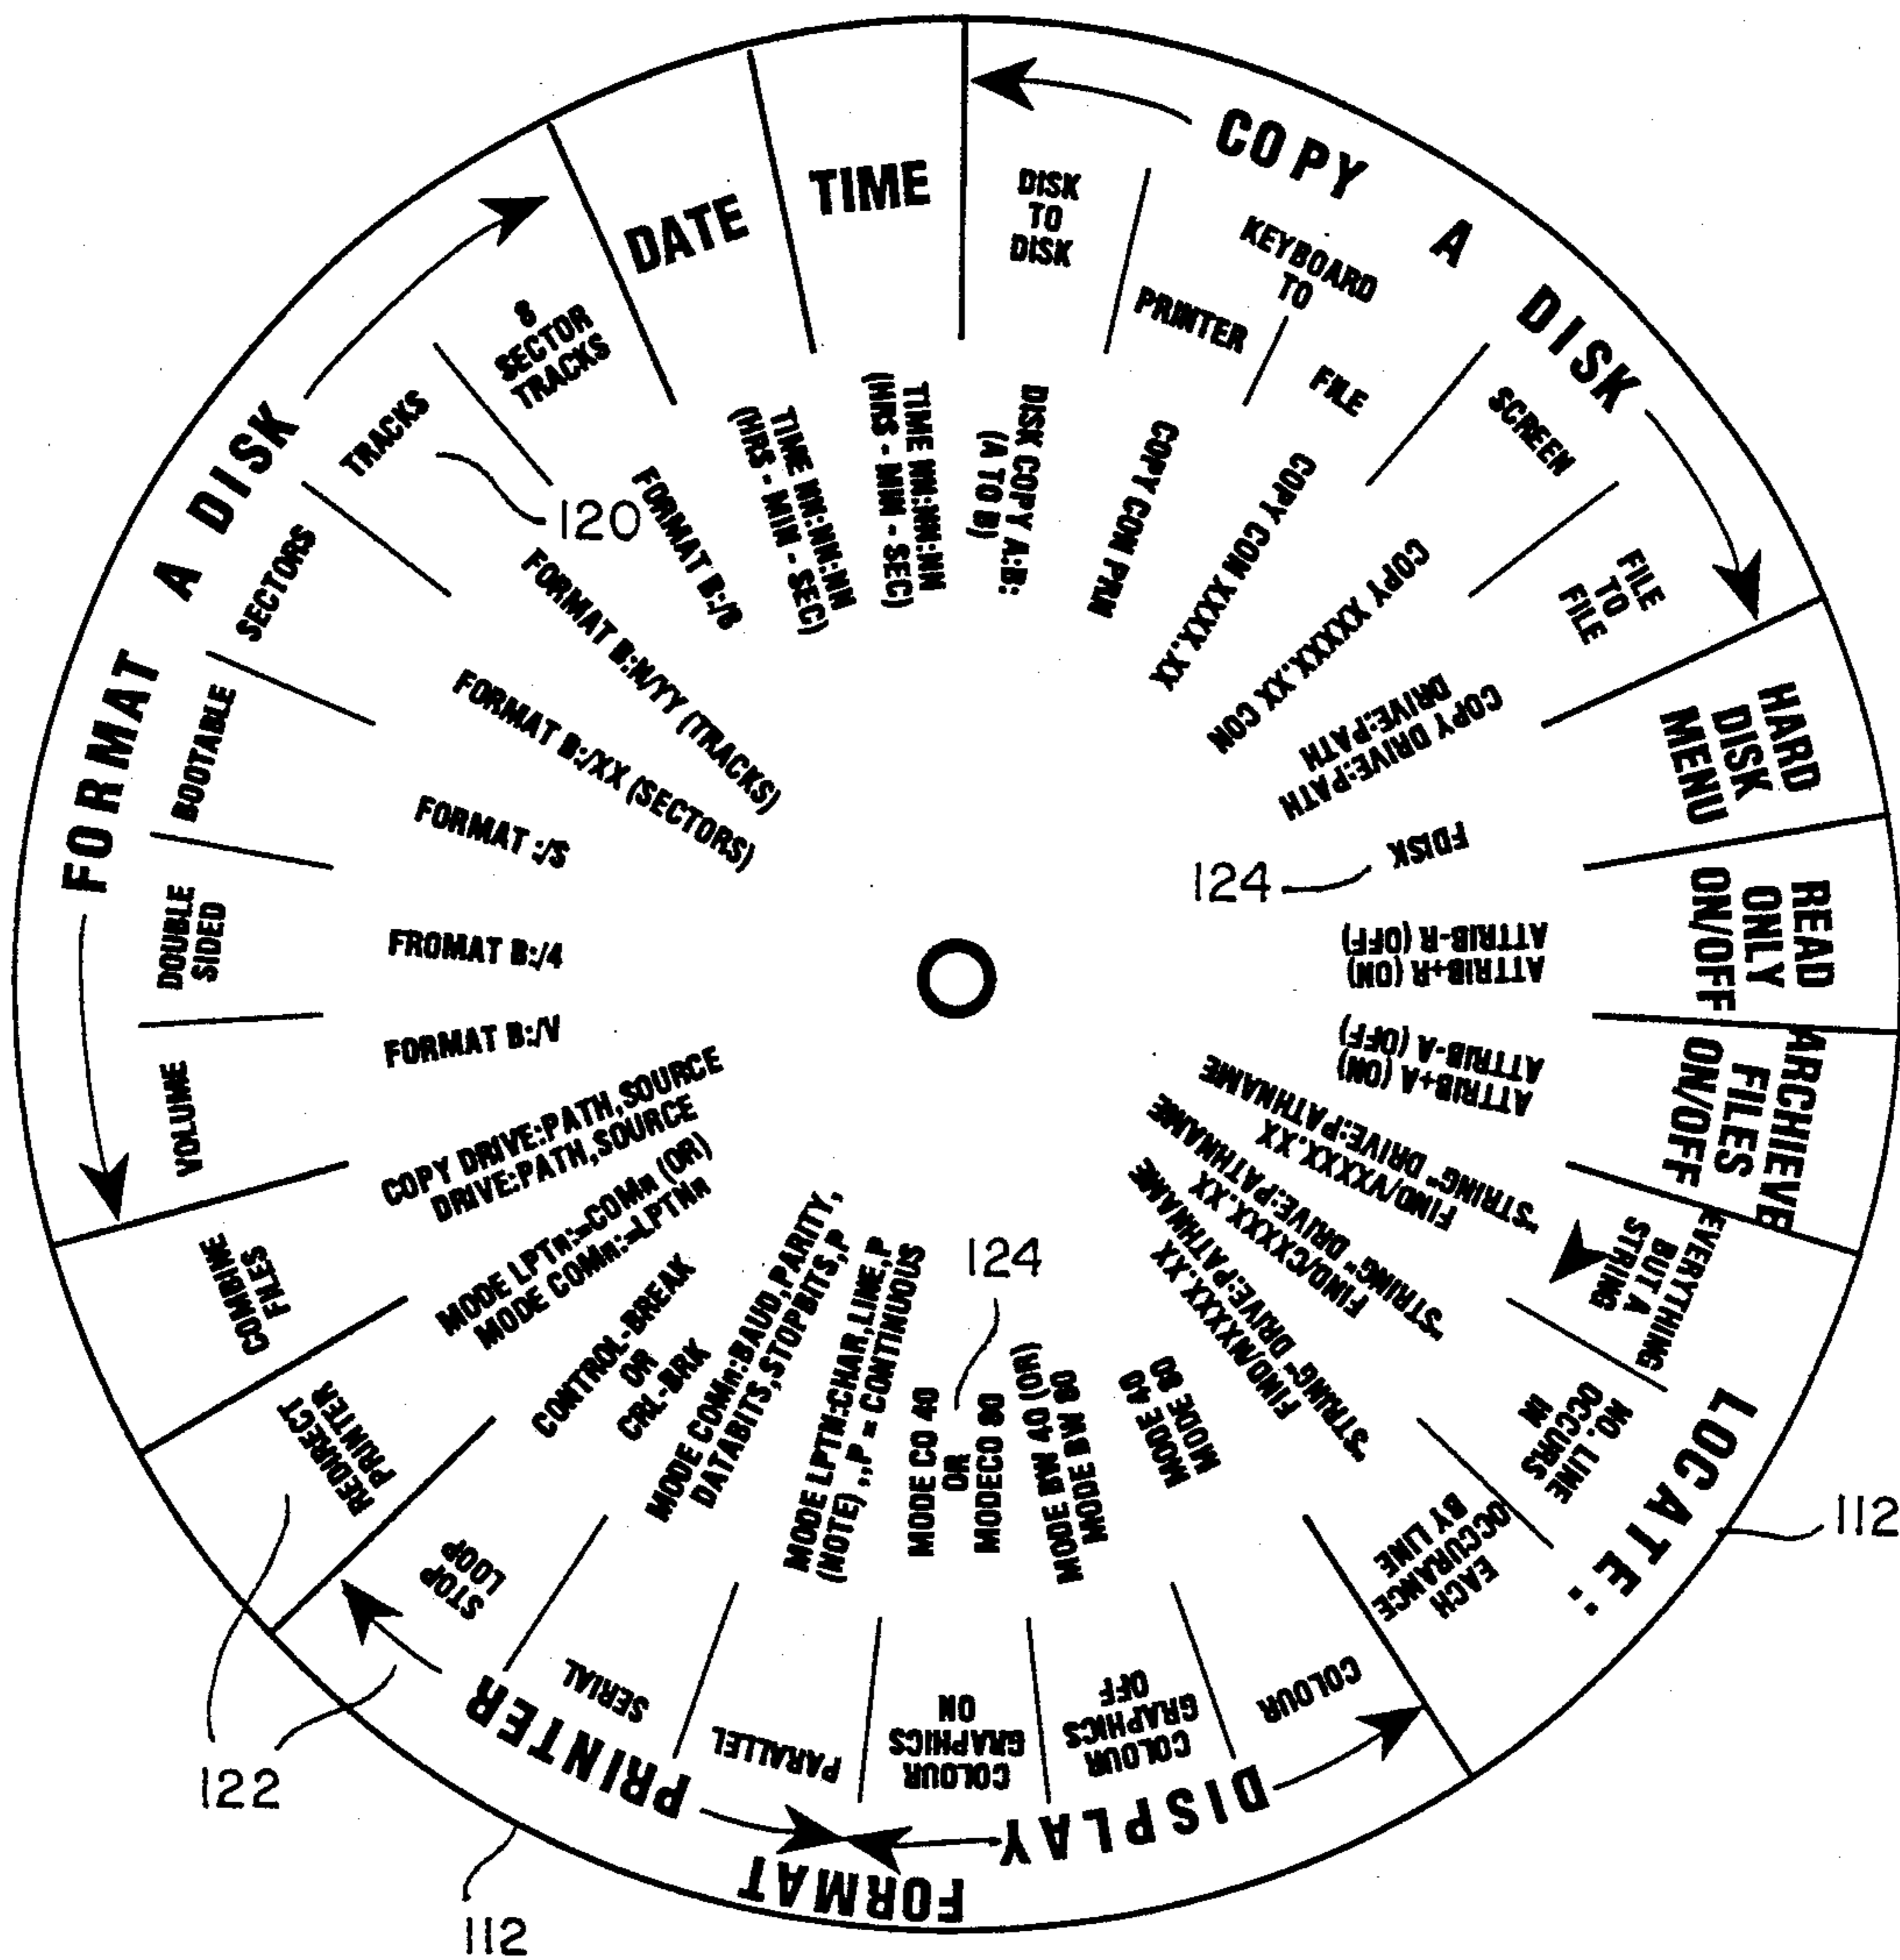 COPY A DISK
DISK
TO
DISK
DISK COPY A:B:
(A TO B)
KEYBOARD
TO
PRINTER
COPY CON PRN
FILE
COPY CON XXXX.XX
SCREEN
COPY XXXXX.XX CON
FILE
TO
FILE
COPY DRIVE:PATH
DRIVE:PATH
HARD
DISK
MENU
FDISK
124
READ
ONLY
ON/OFF
ATTRIB+R (ON)
ATTRIB-R (OFF)
ARCHIEVE
FILES
ON/OFF
ATTRIB+A (ON)
ATTRIB-A (OFF)
LOCATE:
EVERYTHING
BUT A
STRING
FIND/VXXXX.XX
"STRING" DRIVE:PATHNAME
NO. LINE
OCCURS
IN
FIND/CXXXX.XX
"STRING" DRIVE:PATHNAME
EACH
OCCURANCE
BY LINE
FIND/NXXXX.XX
"STRING" DRIVE:PATHNAME
112
FORMAT
DISPLAY
COLOUR
MODE 40
MODE 80
COLOUR
GRAPHICS
OFF
MODE BW 40 (OR)
MODE BW 80
COLOUR
GRAPHICS
ON
MODE CO 40
OR
MODECO 80
124
PRINTER
PARALLEL
MODE LPTN:CHAR,LINE,P
(NOTE) ,,P = CONTINUOUS
SERIAL
MODE COMn:BAUD,PARITY,
DATABITS,STOPBITS,P
STOP
LOOP
CONTROL-BREAK
OR
CRL-BRK
112
122
REDURECT
PRINTER
MODE LPTn:=COMn (OR)
MODE COMn:=LPTNn
COMBINE
FILES
COPY DRIVE:PATH,SOURCE
DRIVE:PATH,SOURCE
FORMAT A DISK
VOLUME
FORMAT B:/V
DOUBLE
SIDED
FROMAT B:/4
BOOTABLE
FORMAT :/S
SECTORS
FORMAT B:/XX (SECTORS)
TRACKS
120
FORMAT B:N/YY (TRACKS)
8
SECTOR
TRACKS
FORMAT B:/8
DATE
TIME NN:NN:NN
(HRS - MIN - SEC)
TIME
TIME NN:NN:NN
(HRS - MIN - SEC)